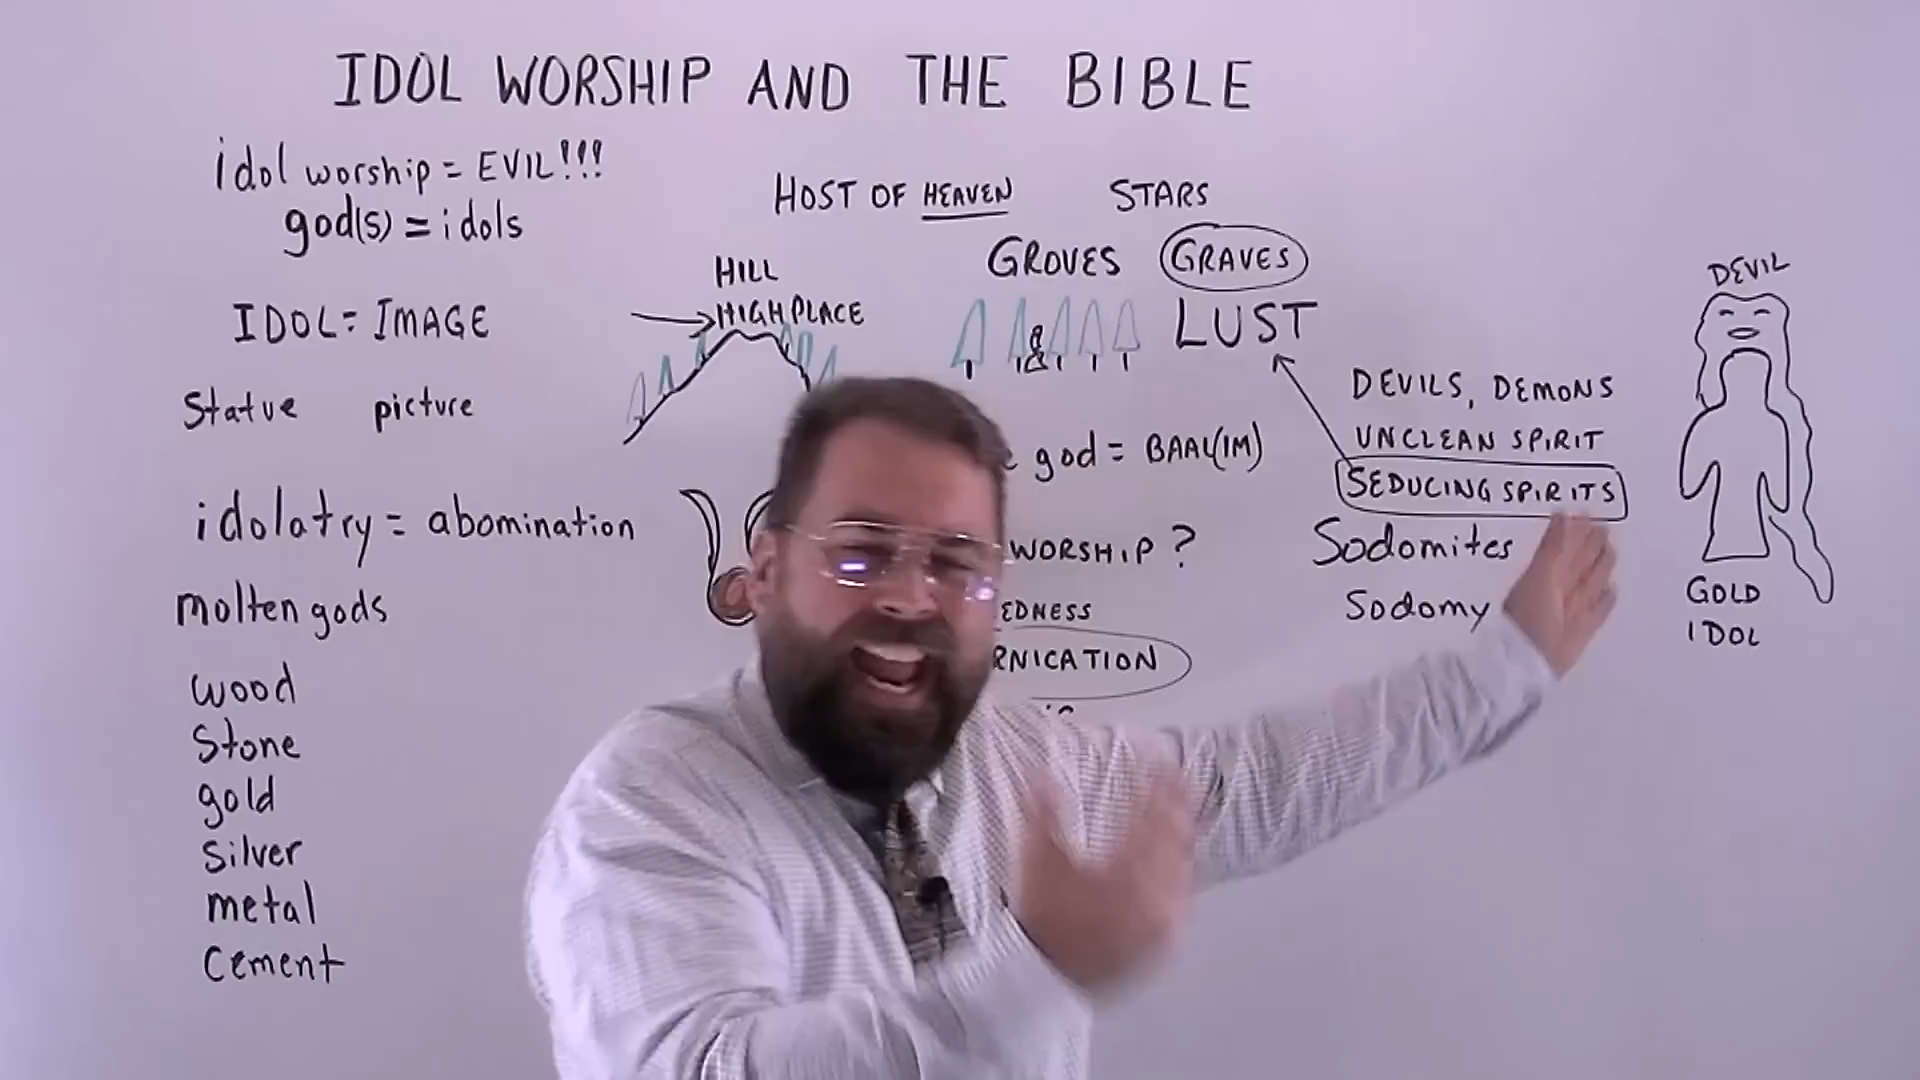 IDOL WORSHIP AND THE BIBLE
idol worship = EVIL!!!
god(s) = idols
IDOL = IMAGE
Statue picture
idolatry = abomination
molten gods
wood
Stone
gold
Silver
metal
Cement
HOST OF HEAVEN STARS
HILL
HIGH PLACE
GROVES GRAVES
LUST
god = BAAL(IM)
WORSHIP ?
DEVILS, DEMONS
UNCLEAN SPIRIT
SEDUCING SPIRITS
Sodomites
Sodomy
DEVIL
GOLD
IDOL